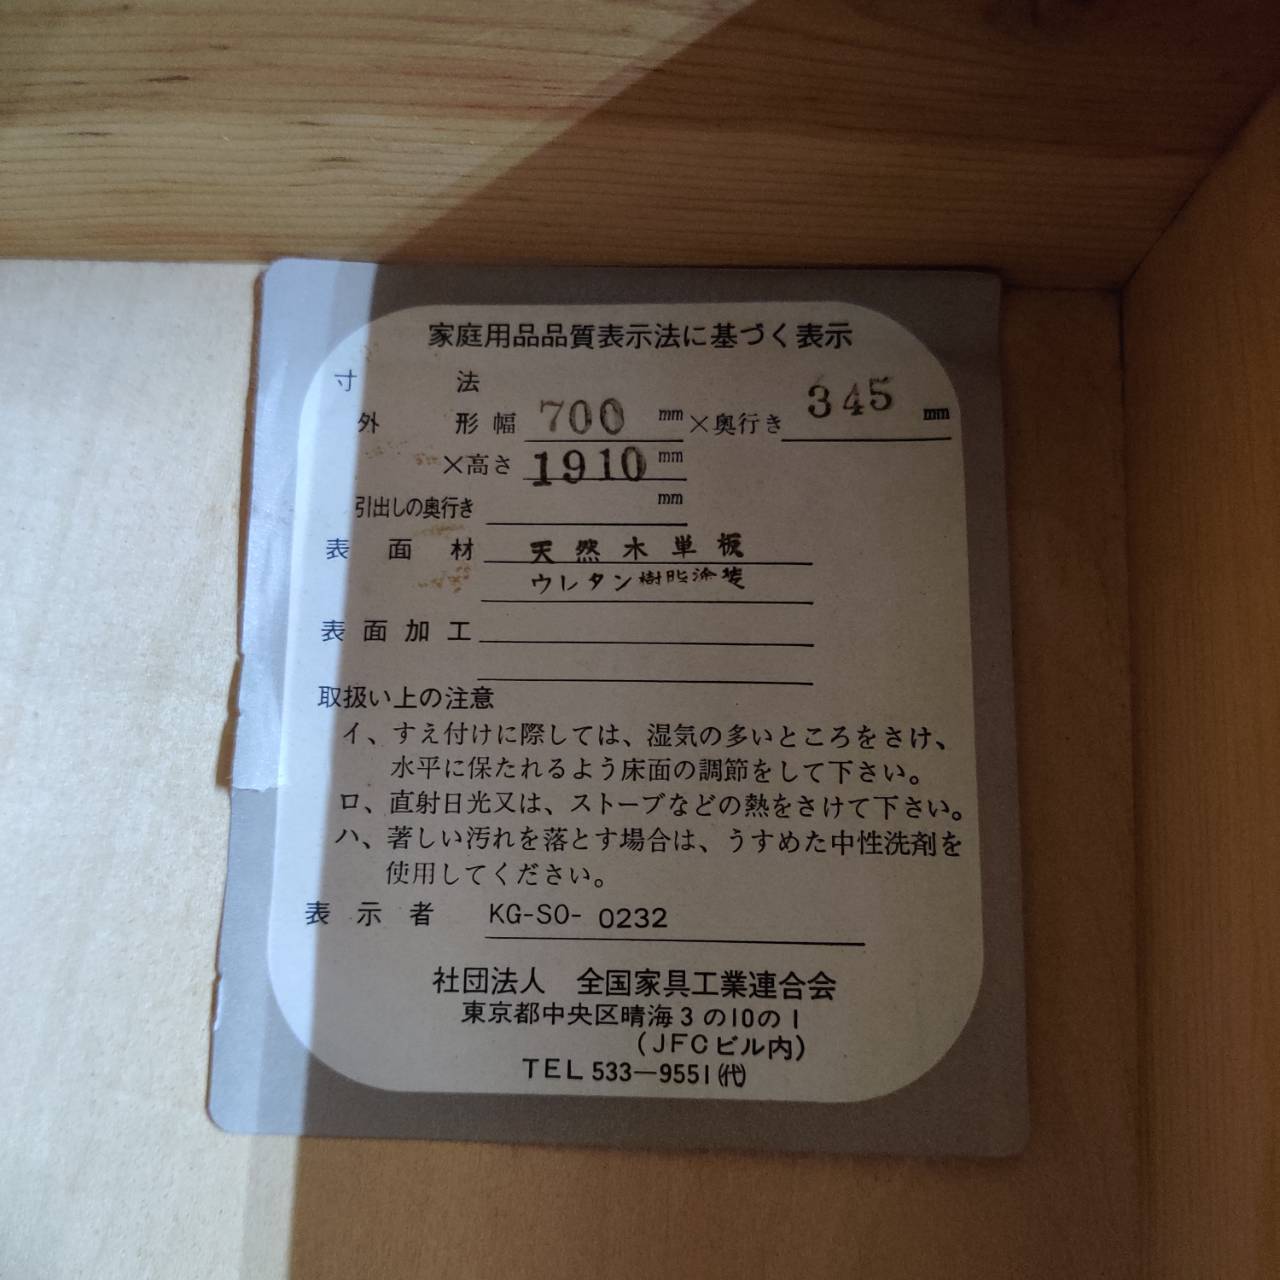 家庭用品品質表示法に基づく表示
寸 法
外 形 幅 700 mm ×奥行き 345 mm
×高さ 1910 mm
引出しの奥行き mm
表 面 材 天然木単板
ウレタン樹脂塗装
表 面 加 工
取扱い上の注意
イ、すえ付けに際しては、湿気の多いところをさけ、
水平に保たれるよう床面の調節をして下さい。
ロ、直射日光又は、ストーブなどの熱をさけて下さい。
ハ、著しい汚れを落とす場合は、うすめた中性洗剤を
使用してください。
表 示 者 KG-SO- 0232
社団法人 全国家具工業連合会
東京都中央区晴海3の10の1
(JFCビル内)
TEL 533—9551(代)